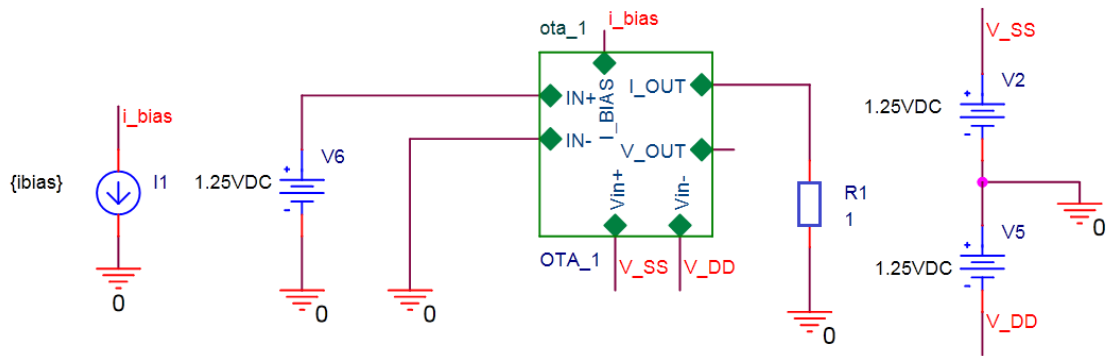 i_bias
{ibias}
I1
0
V6
1.25VDC
0
0
ota_1
i_bias
IN+
IN-
I_BIAS
I_OUT
V_OUT
Vin+
Vin-
OTA_1
V_SS
V_DD
R1
1
0
V_SS
V2
1.25VDC
0
V5
1.25VDC
V_DD